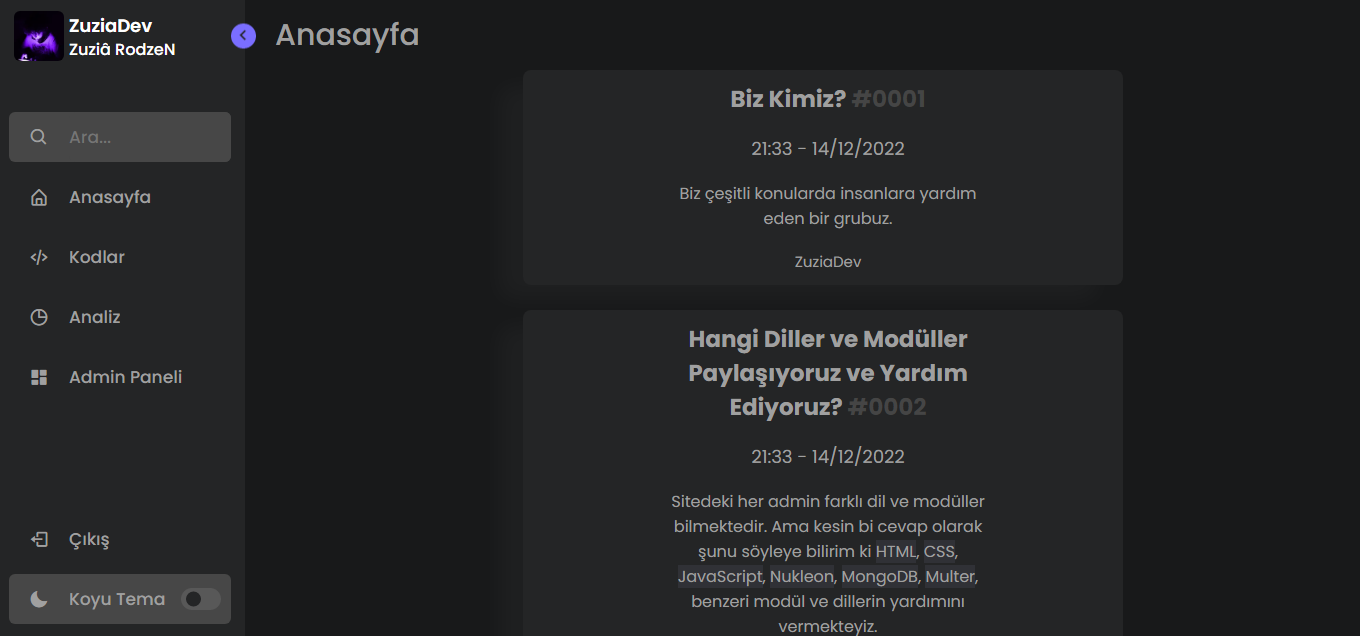 ZuziaDev
Zuziâ RodzeN
Ara...
Anasayfa
Kodlar
Analiz
Admin Paneli
Çıkış
Koyu Tema
Anasayfa
Biz Kimiz? #0001
21:33 - 14/12/2022
Biz çeşitli konularda insanlara yardım
eden bir grubuz.
ZuziaDev
Hangi Diller ve Modüller
Paylaşıyoruz ve Yardım
Ediyoruz? #0002
21:33 - 14/12/2022
Sitedeki her admin farklı dil ve modüller
bilmektedir. Ama kesin bi cevap olarak
şunu söyleye bilirim ki HTML, CSS,
JavaScript, Nukleon, MongoDB, Multer,
benzeri modül ve dillerin yardımını
vermekteyiz.